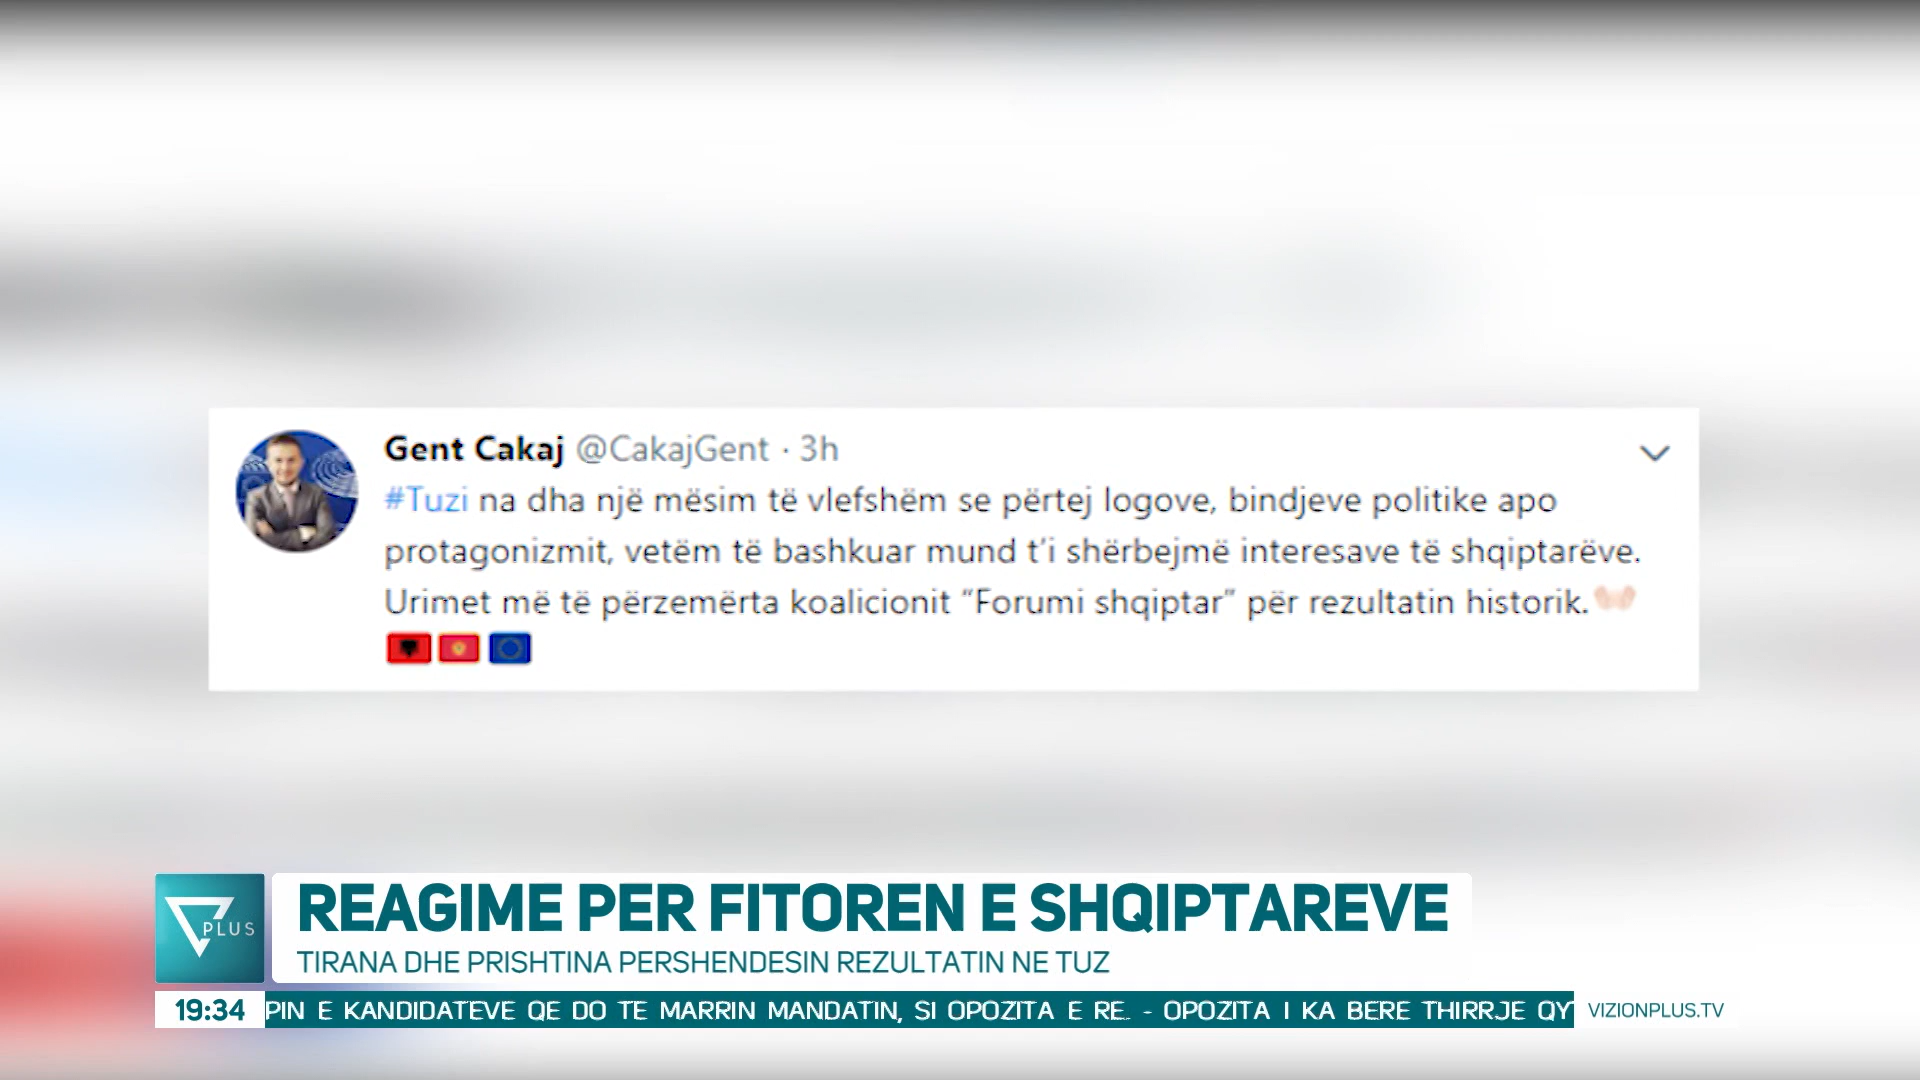 Gent Cakaj @CakajGent · 3h
#Tuzi na dha një mësim të vlefshëm se përtej logove, bindjeve politike apo
protagonizmit, vetëm të bashkuar mund t'i shërbejmë interesave të shqiptarëve.
Urimet më të përzemërta koalicionit "Forumi shqiptar" për rezultatin historik.
PLUS
REAGIME PER FITOREN E SHQIPTAREVE
TIRANA DHE PRISHTINA PERSHENDESIN REZULTATIN NE TUZ
19:34 PIN E KANDIDATEVE QE DO TE MARRIN MANDATIN, SI OPOZITA E RE. - OPOZITA I KA BERE THIRRJE QY VIZIONPLUS.TV